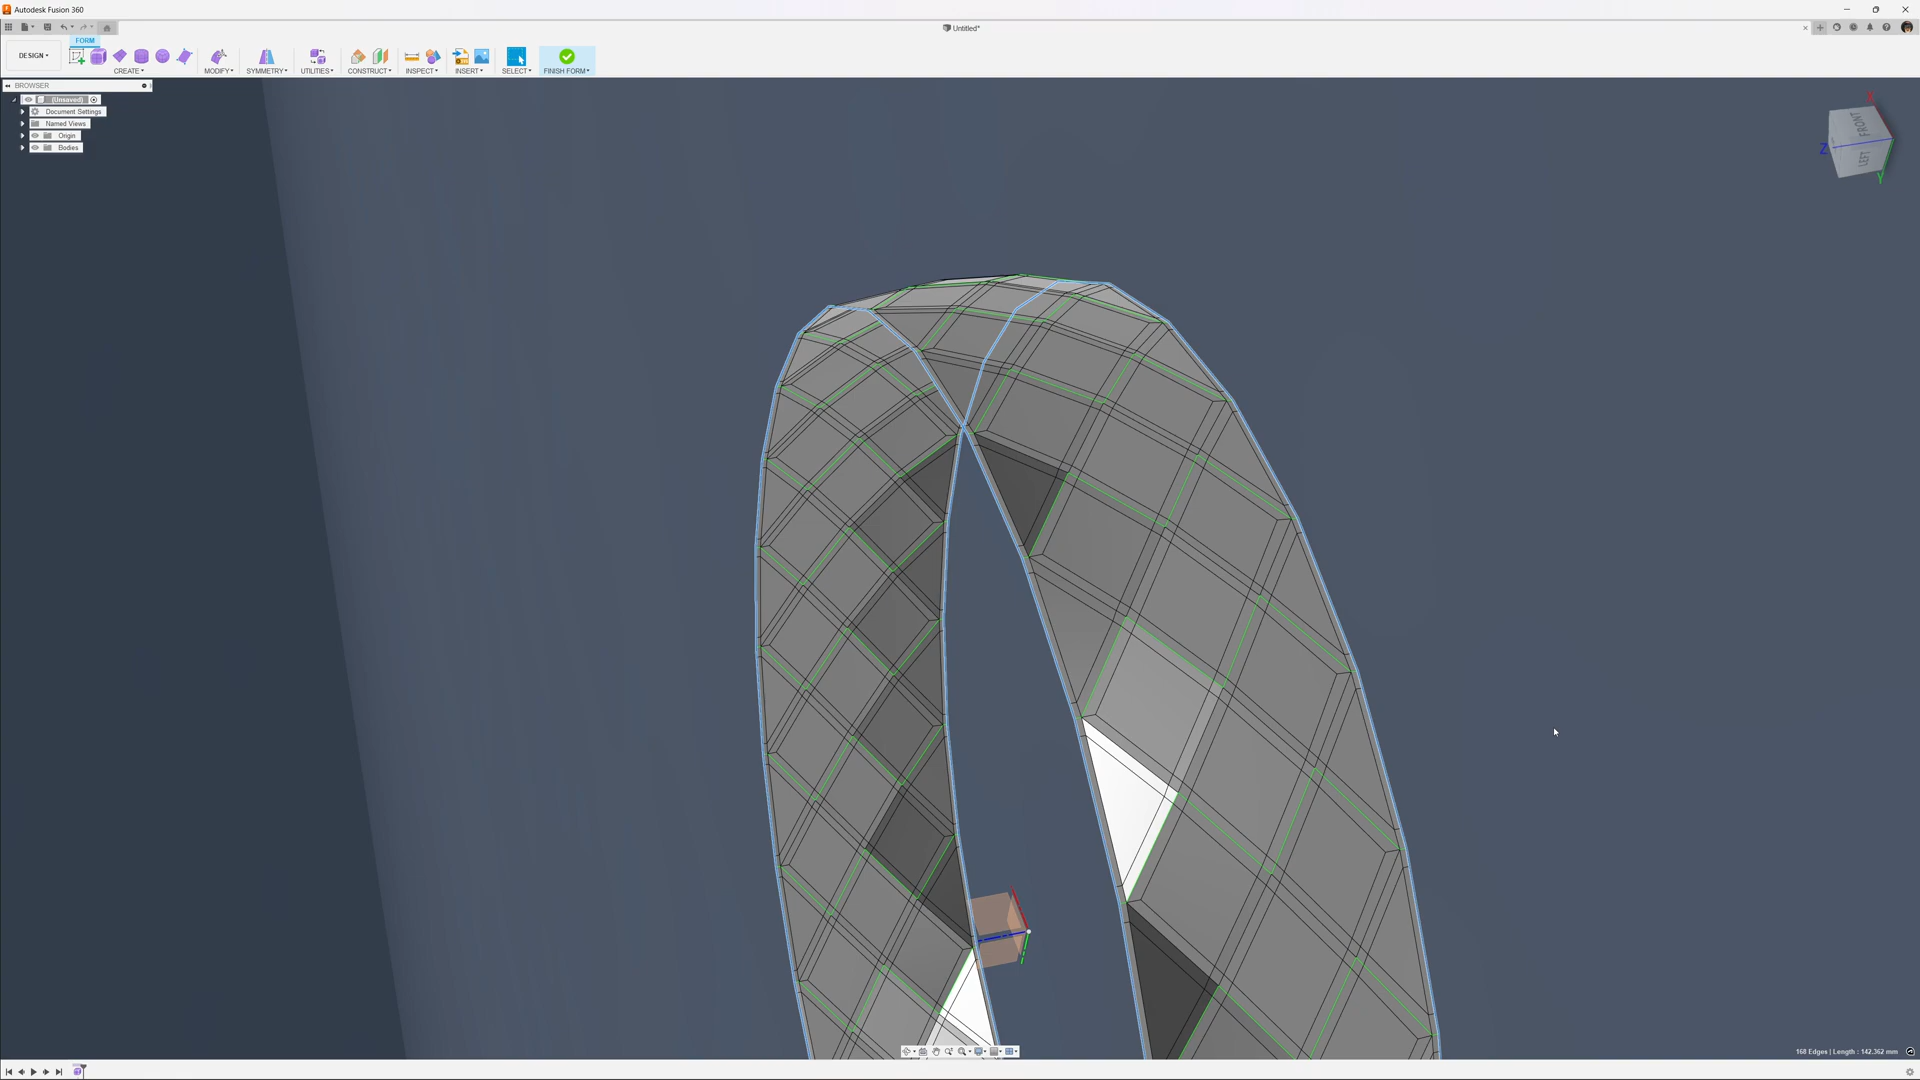 Autodesk Fusion 360
Untitled*
FORM
DESIGN
CREATE
MODIFY
SYMMETRY
UTILITIES
CONSTRUCT
INSPECT
INSERT
SELECT
FINISH FORM
BROWSER
(Unsaved)
Document Settings
Named Views
Origin
Bodies
X
FRONT
LEFT
Z
Y
168 Edges | Length : 142.362 mm